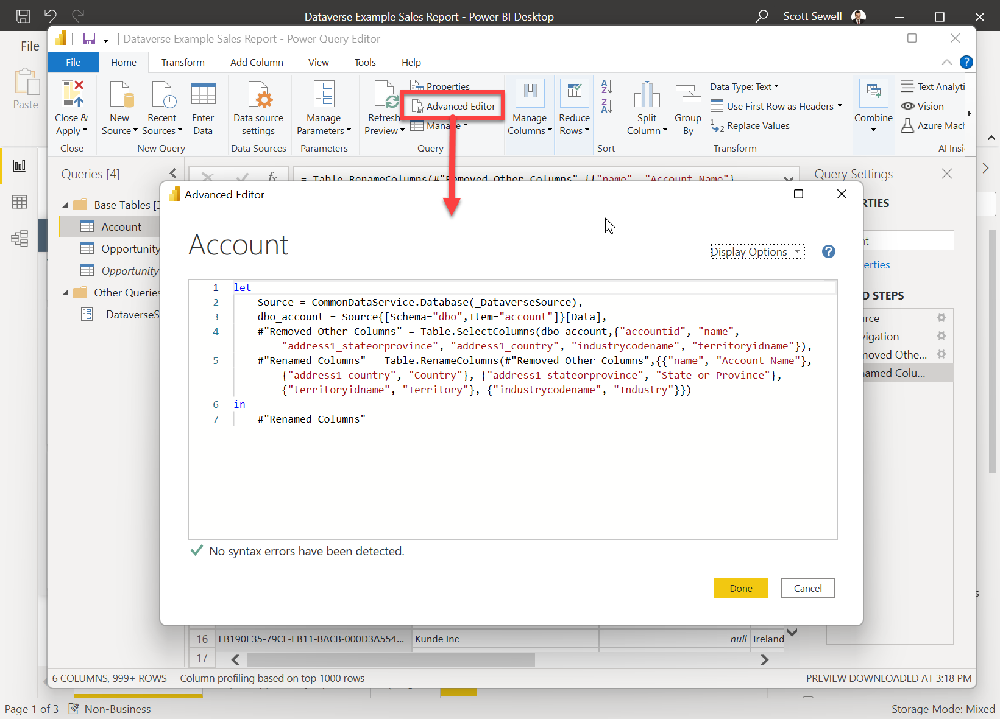 Dataverse Example Sales Report - Power BI Desktop
Scott Sewell
File
Paste
Dataverse Example Sales Report - Power Query Editor
File Home Transform Add Column View Tools Help
Close & Apply
Close
New Source
Recent Sources
Enter Data
New Query
Data source settings
Data Sources
Manage Parameters
Parameters
Refresh Preview
Properties
Advanced Editor
Manage
Query
Manage Columns
Reduce Rows
Sort
Split Column
Group By
Data Type: Text
Use First Row as Headers
Replace Values
Transform
Combine
Text Analyti
Vision
Azure Mach
AI Insi
Queries [4]
= Table.RenameColumns(#"Removed Other Columns",{{"name", "Account Name"},
Query Settings
Base Tables [3
Account
Opportunity
Opportunity
Other Queries
_DataverseS
Advanced Editor
Account
Display Options
1 let
2 Source = CommonDataService.Database(_DataverseSource),
3 dbo_account = Source{[Schema="dbo",Item="account"]}[Data],
4 #"Removed Other Columns" = Table.SelectColumns(dbo_account,{"accountid", "name",
"address1_stateorprovince", "address1_country", "industrycodename", "territoryidname"}),
5 #"Renamed Columns" = Table.RenameColumns(#"Removed Other Columns",{{"name", "Account Name"},
{"address1_country", "Country"}, {"address1_stateorprovince", "State or Province"},
{"territoryidname", "Territory"}, {"industrycodename", "Industry"}})
6 in
7 #"Renamed Columns"
No syntax errors have been detected.
Done
Cancel
RTIES
nt
erties
D STEPS
rce
vigation
moved Othe...
amed Colu...
16 FB190E35-79CF-EB11-BACB-000D3A554... Kunde Inc null Ireland
17
6 COLUMNS, 999+ ROWS Column profiling based on top 1000 rows
PREVIEW DOWNLOADED AT 3:18 PM
Page 1 of 3 Non-Business
Storage Mode: Mixed